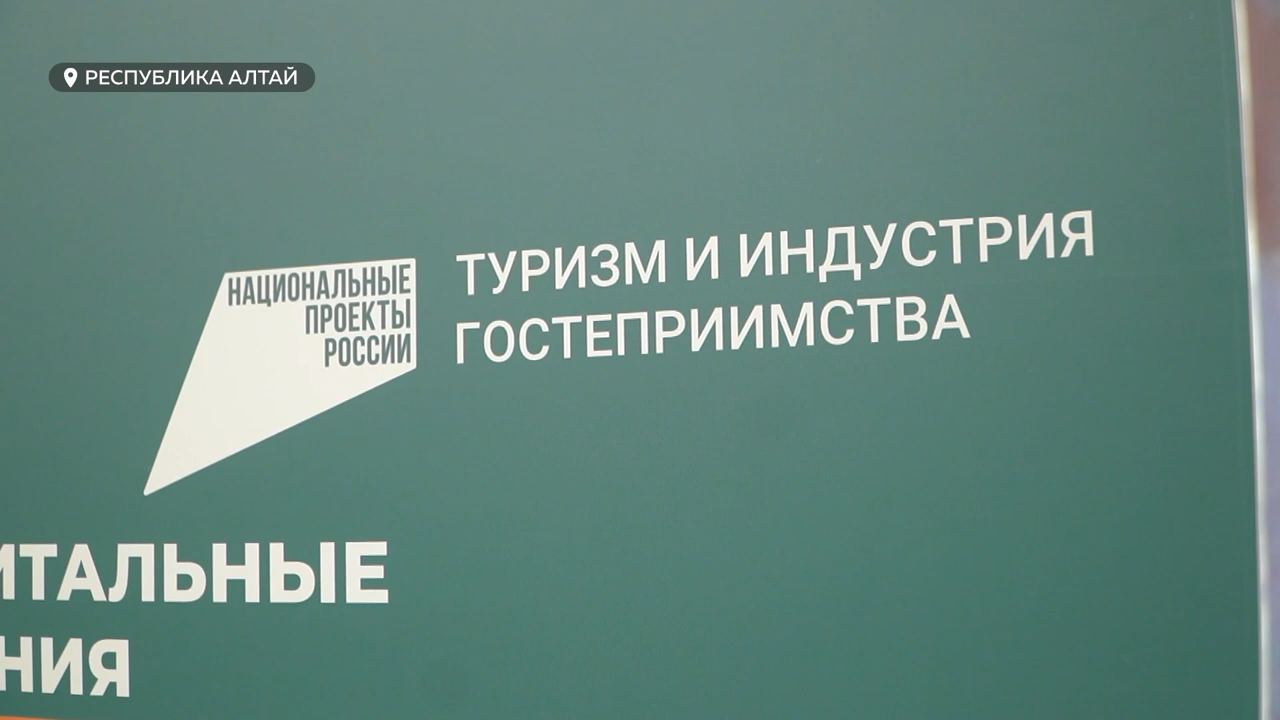 РЕСПУБЛИКА АЛТАЙ
НАЦИОНАЛЬНЫЕ
ПРОЕКТЫ
РОССИИ
ТУРИЗМ И ИНДУСТРИЯ
ГОСТЕПРИИМСТВА
ИТАЛЬНЫЕ
НИЯ